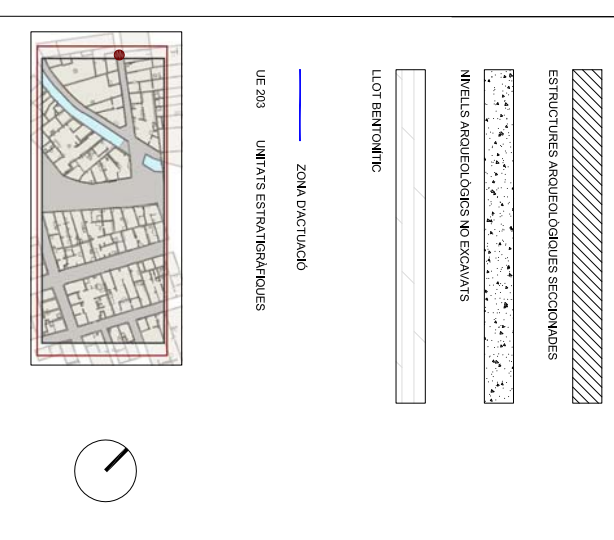 ESTRUCTURES ARQUEOLÒGIQUES SECCIONADES
NIVELLS ARQUEOLÒGICS NO EXCAVATS
LLOT BENTONÍTIC
ZONA D'ACTUACIÓ
UE 203 UNITATS ESTRATIGRÀFIQUES